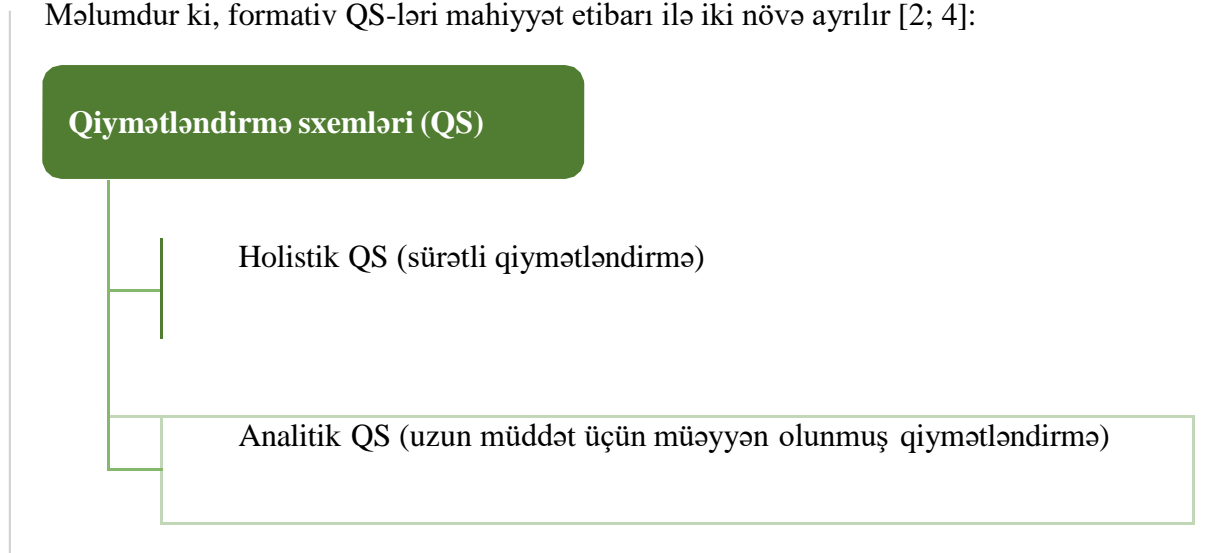 Məlumdur ki, formativ QS-ləri mahiyyət etibarı ilə iki növə ayrılır [2; 4]:
Qiymətləndirmə sxemləri (QS)
Holistik QS (sürətli qiymətləndirmə)
Analitik QS (uzun müddət üçün müəyyən olunmuş qiymətləndirmə)